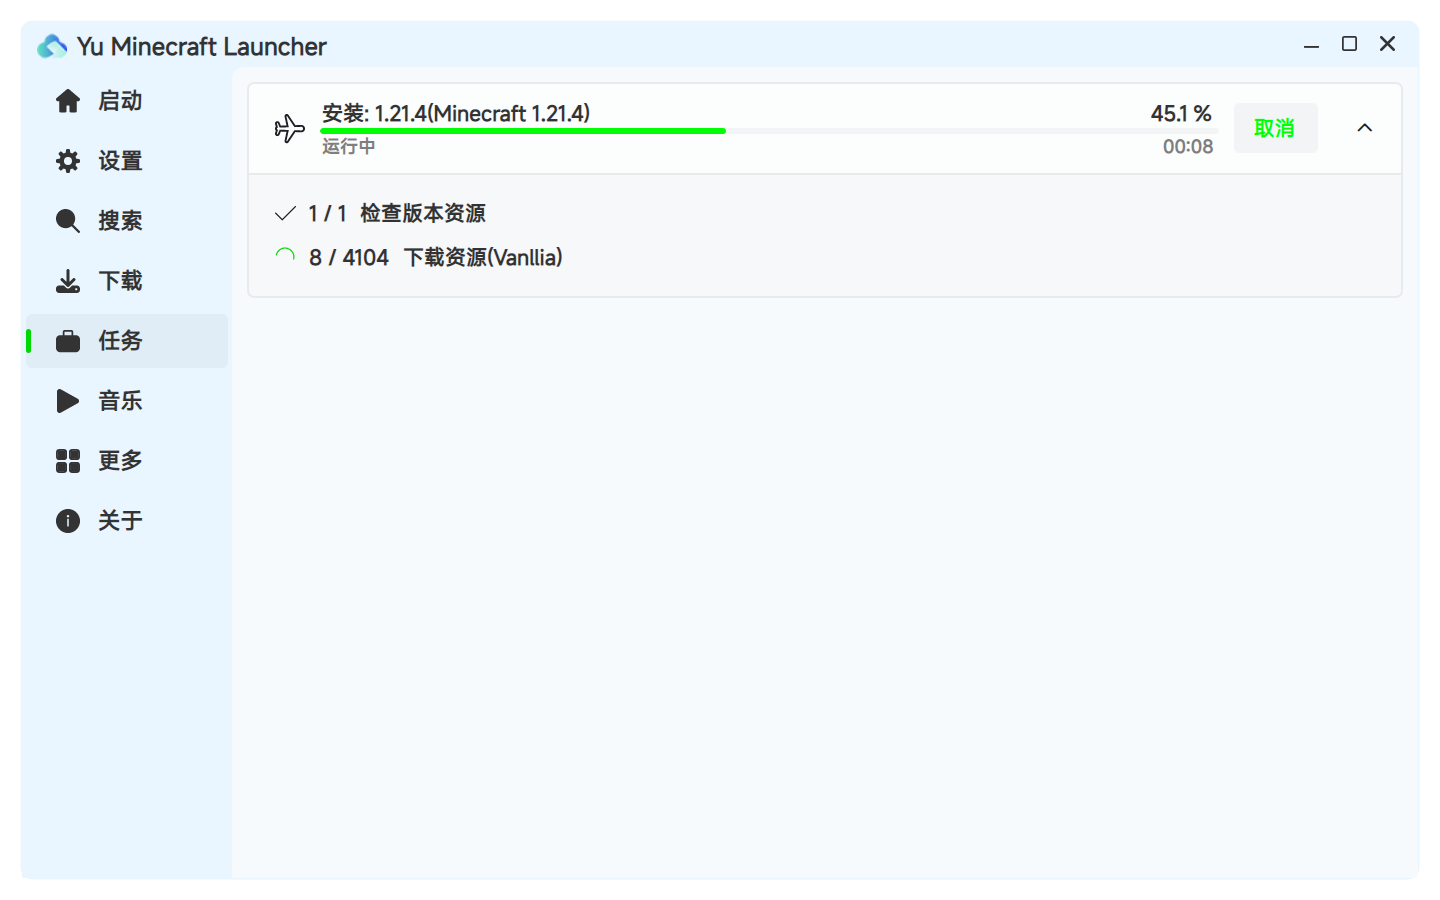 Yu Minecraft Launcher
启动
设置
搜索
下载
任务
音乐
更多
关于
安装: 1.21.4(Minecraft 1.21.4)
45.1 %
运行中
00:08
取消
1 / 1 检查版本资源
8 / 4104 下载资源(Vanllia)